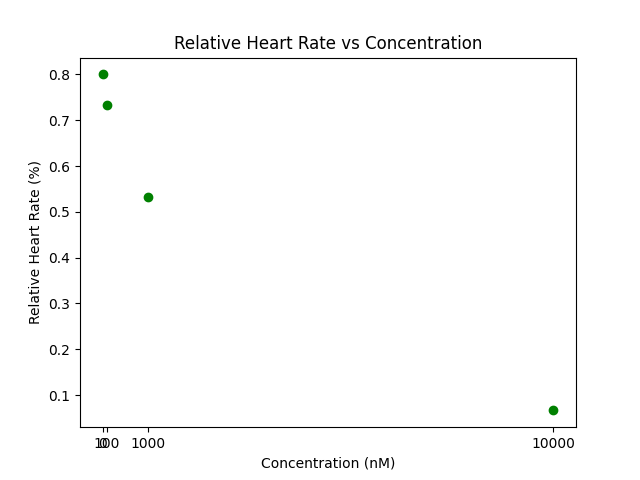 Relative Heart Rate vs Concentration
Relative Heart Rate (%)
0.8
0.7
0.6
0.5
0.4
0.3
0.2
0.1
0 100 1000 10000
Concentration (nM)